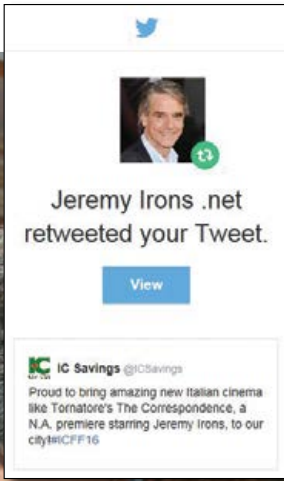 Jeremy Irons .net
retweeted your Tweet.
View
IC Savings @ICSavings
Proud to bring amazing new Italian cinema
like Tornatore's The Correspondence, a
N.A. premiere starring Jeremy Irons, to our
city!#ICFF16